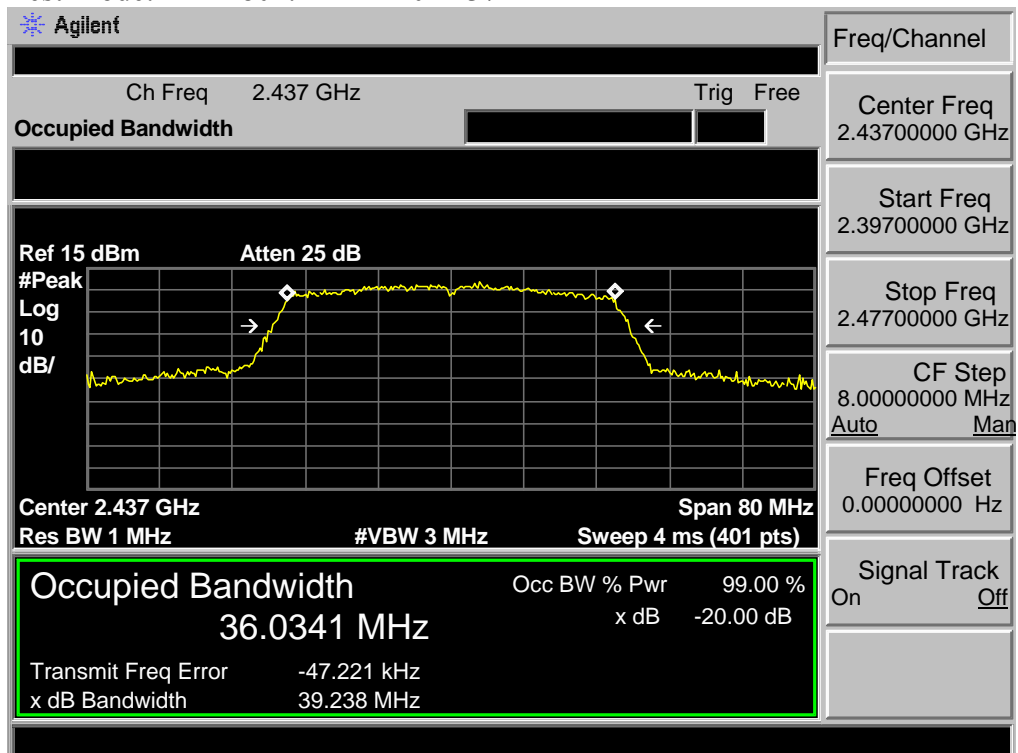 Agilent
Freq/Channel
Ch Freq 2.437 GHz Trig Free
Occupied Bandwidth
Center Freq
2.43700000 GHz
Start Freq
2.39700000 GHz
Stop Freq
2.47700000 GHz
CF Step
8.00000000 MHz
Auto Man
Freq Offset
0.00000000 Hz
Signal Track
On Off
Ref 15 dBm Atten 25 dB
#Peak
Log
10
dB/
Center 2.437 GHz Span 80 MHz
Res BW 1 MHz #VBW 3 MHz Sweep 4 ms (401 pts)
Occupied Bandwidth Occ BW % Pwr 99.00 %
36.0341 MHz x dB -20.00 dB
Transmit Freq Error -47.221 kHz
x dB Bandwidth 39.238 MHz